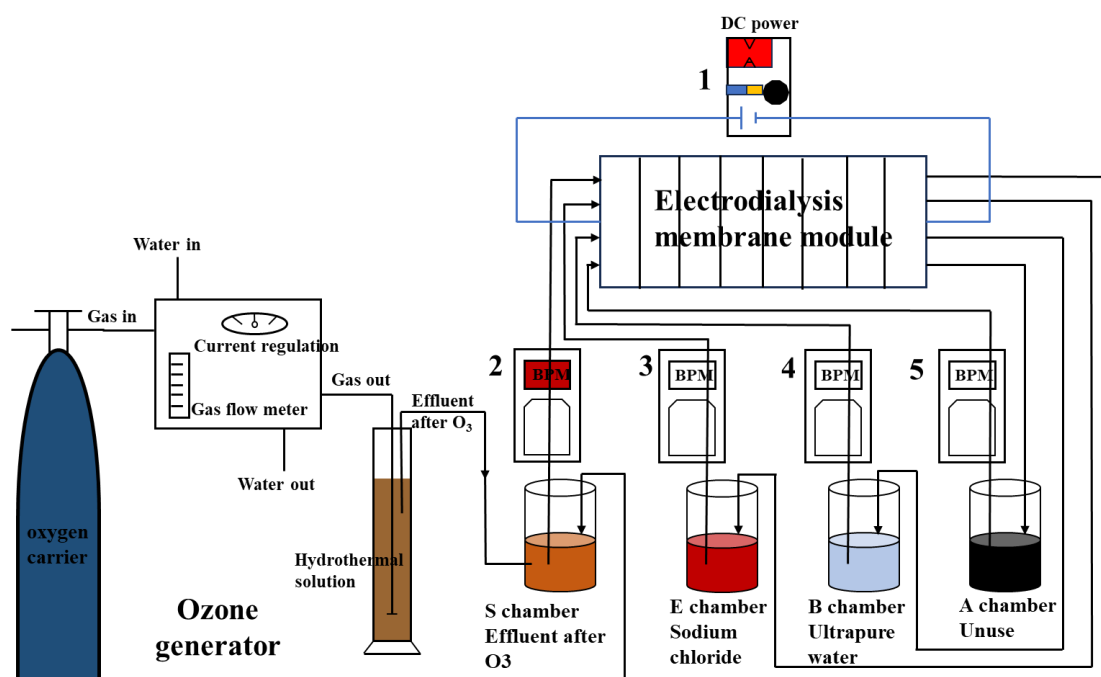 DC power
1
Electrodialysis
membrane module
Water in
Gas in
Current regulation
Gas flow meter
Gas out
Water out
Effluent
after O3
2
BPM
3
BPM
4
BPM
5
BPM
oxygen
carrier
Hydrothermal
solution
Ozone
generator
S chamber
Effluent after
O3
E chamber
Sodium
chloride
B chamber
Ultrapure
water
A chamber
Unuse